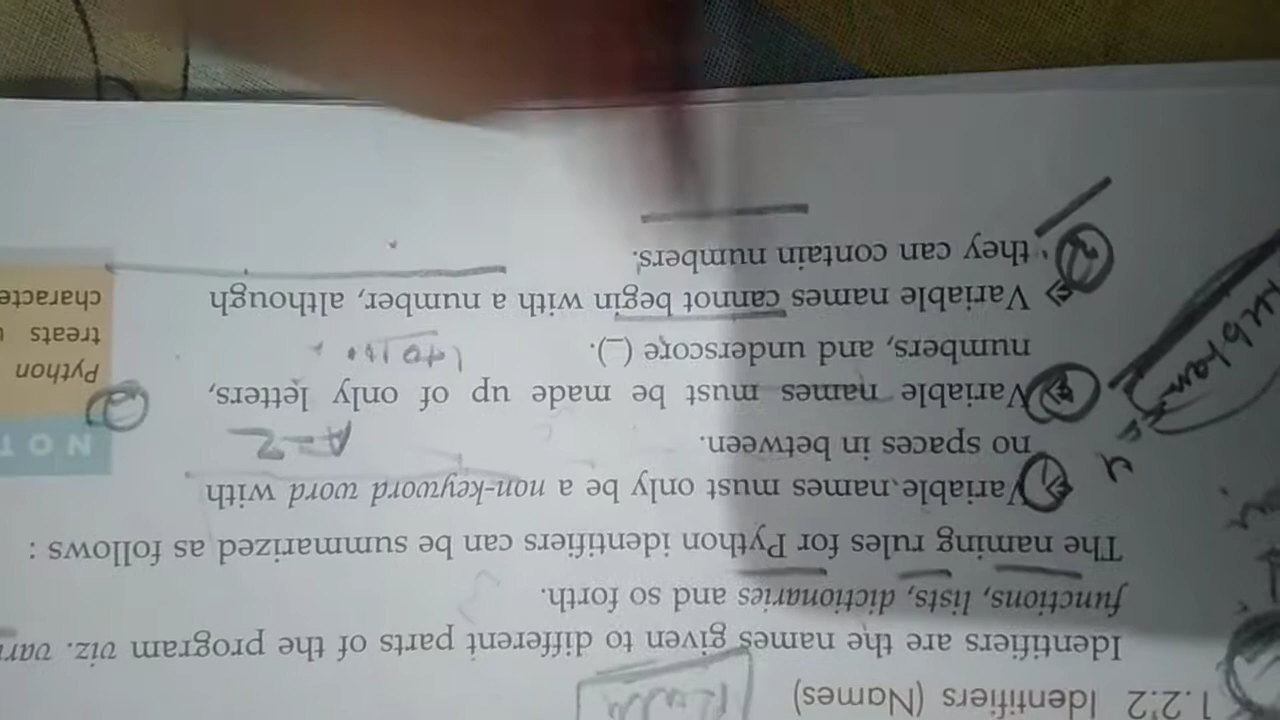 1.2.2 Identifiers (Names)
Rules
Identifiers are the names given to different parts of the program viz. vari
functions, lists, dictionaries and so forth.
The naming rules for Python identifiers can be summarized as follows :
Variable names must only be a non-keyword word with
no spaces in between.
A-Z
Variable names must be made up of only letters,
numbers, and underscore (_).
Variable names cannot begin with a number, although
they can contain numbers.
NOT
Python
treats
characte